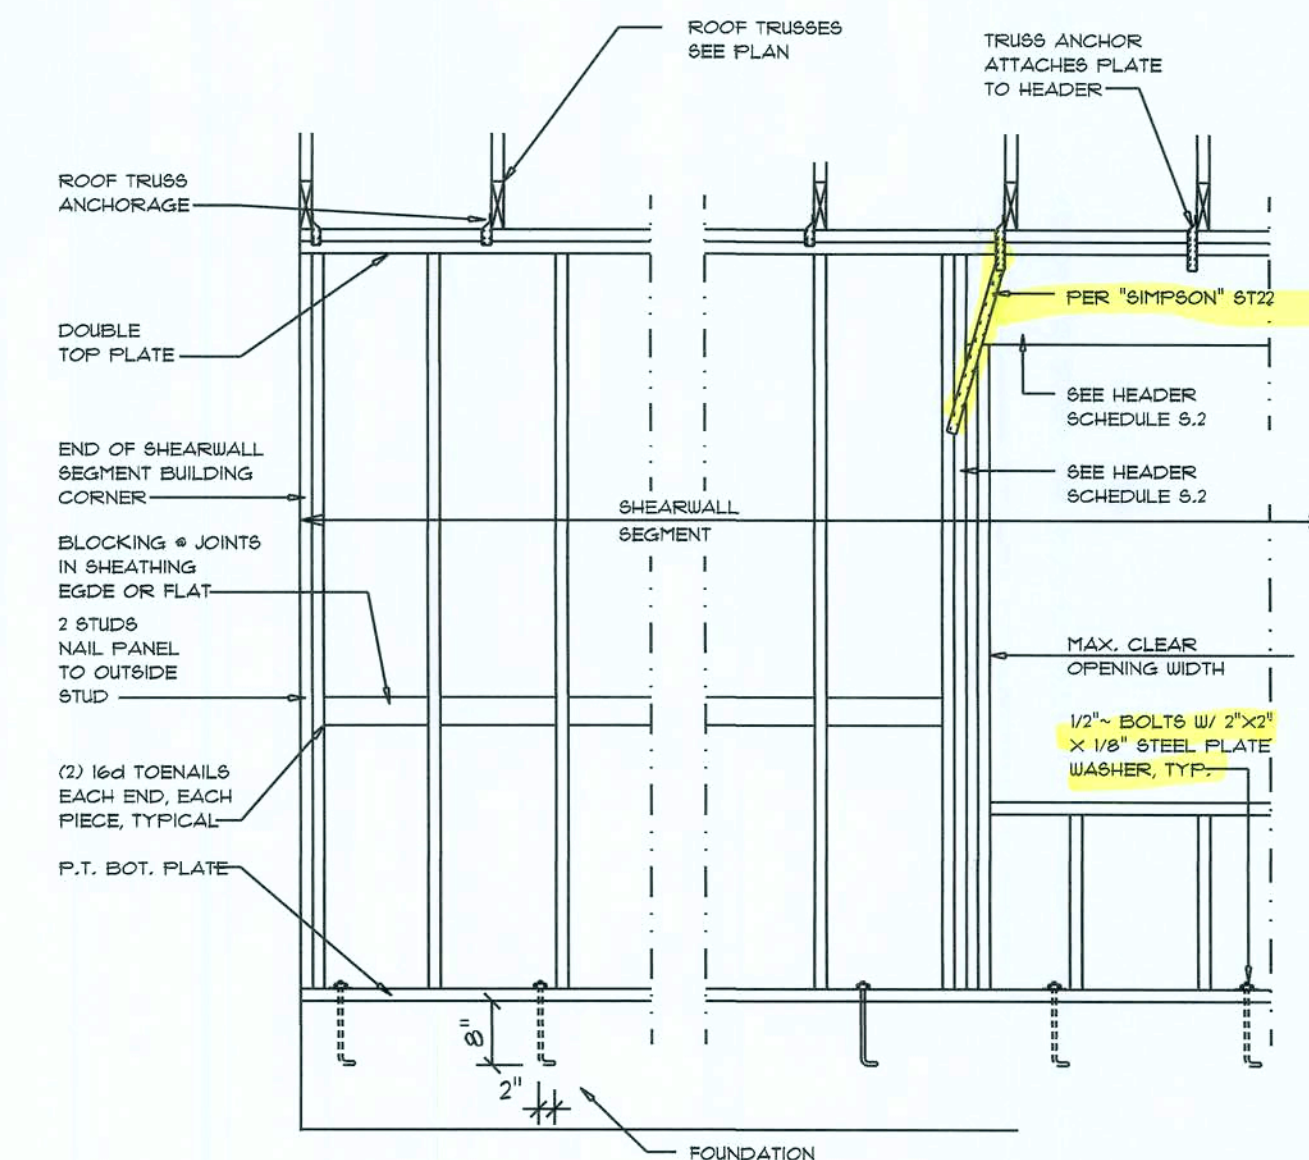 ROOF TRUSSES
SEE PLAN
TRUSS ANCHOR
ATTACHES PLATE
TO HEADER
ROOF TRUSS
ANCHORAGE
PER "SIMPSON" ST22
DOUBLE
TOP PLATE
SEE HEADER
SCHEDULE S.2
END OF SHEARWALL
SEGMENT BUILDING
CORNER
SEE HEADER
SCHEDULE S.2
SHEARWALL
SEGMENT
BLOCKING @ JOINTS
IN SHEATHING
EGDE OR FLAT
2 STUDS
NAIL PANEL
TO OUTSIDE
STUD
MAX. CLEAR
OPENING WIDTH
1/2"~ BOLTS W/ 2"X2"
X 1/8" STEEL PLATE
WASHER, TYP.
(2) 16d TOENAILS
EACH END, EACH
PIECE, TYPICAL
P.T. BOT. PLATE
8"
2"
FOUNDATION